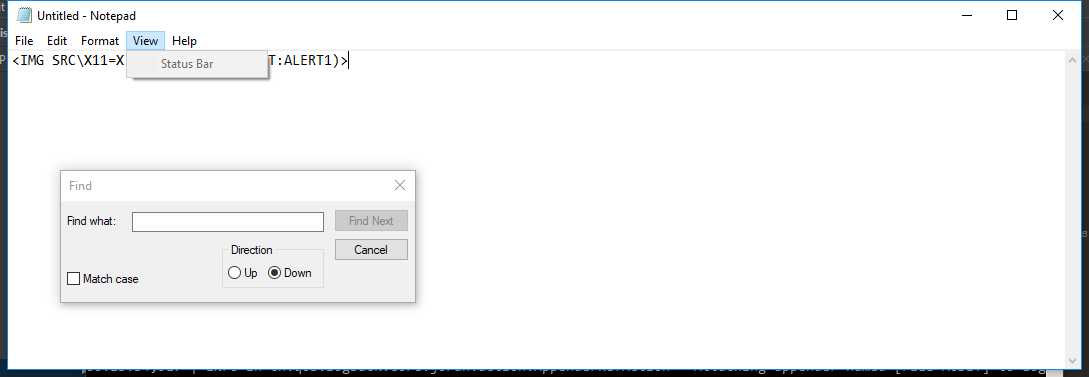 Untitled - Notepad
File Edit Format View Help
<IMG SRC\X11=X T:ALERT1)>
Status Bar
Find
Find what:
Find Next
Direction
Cancel
Up Down
Match case